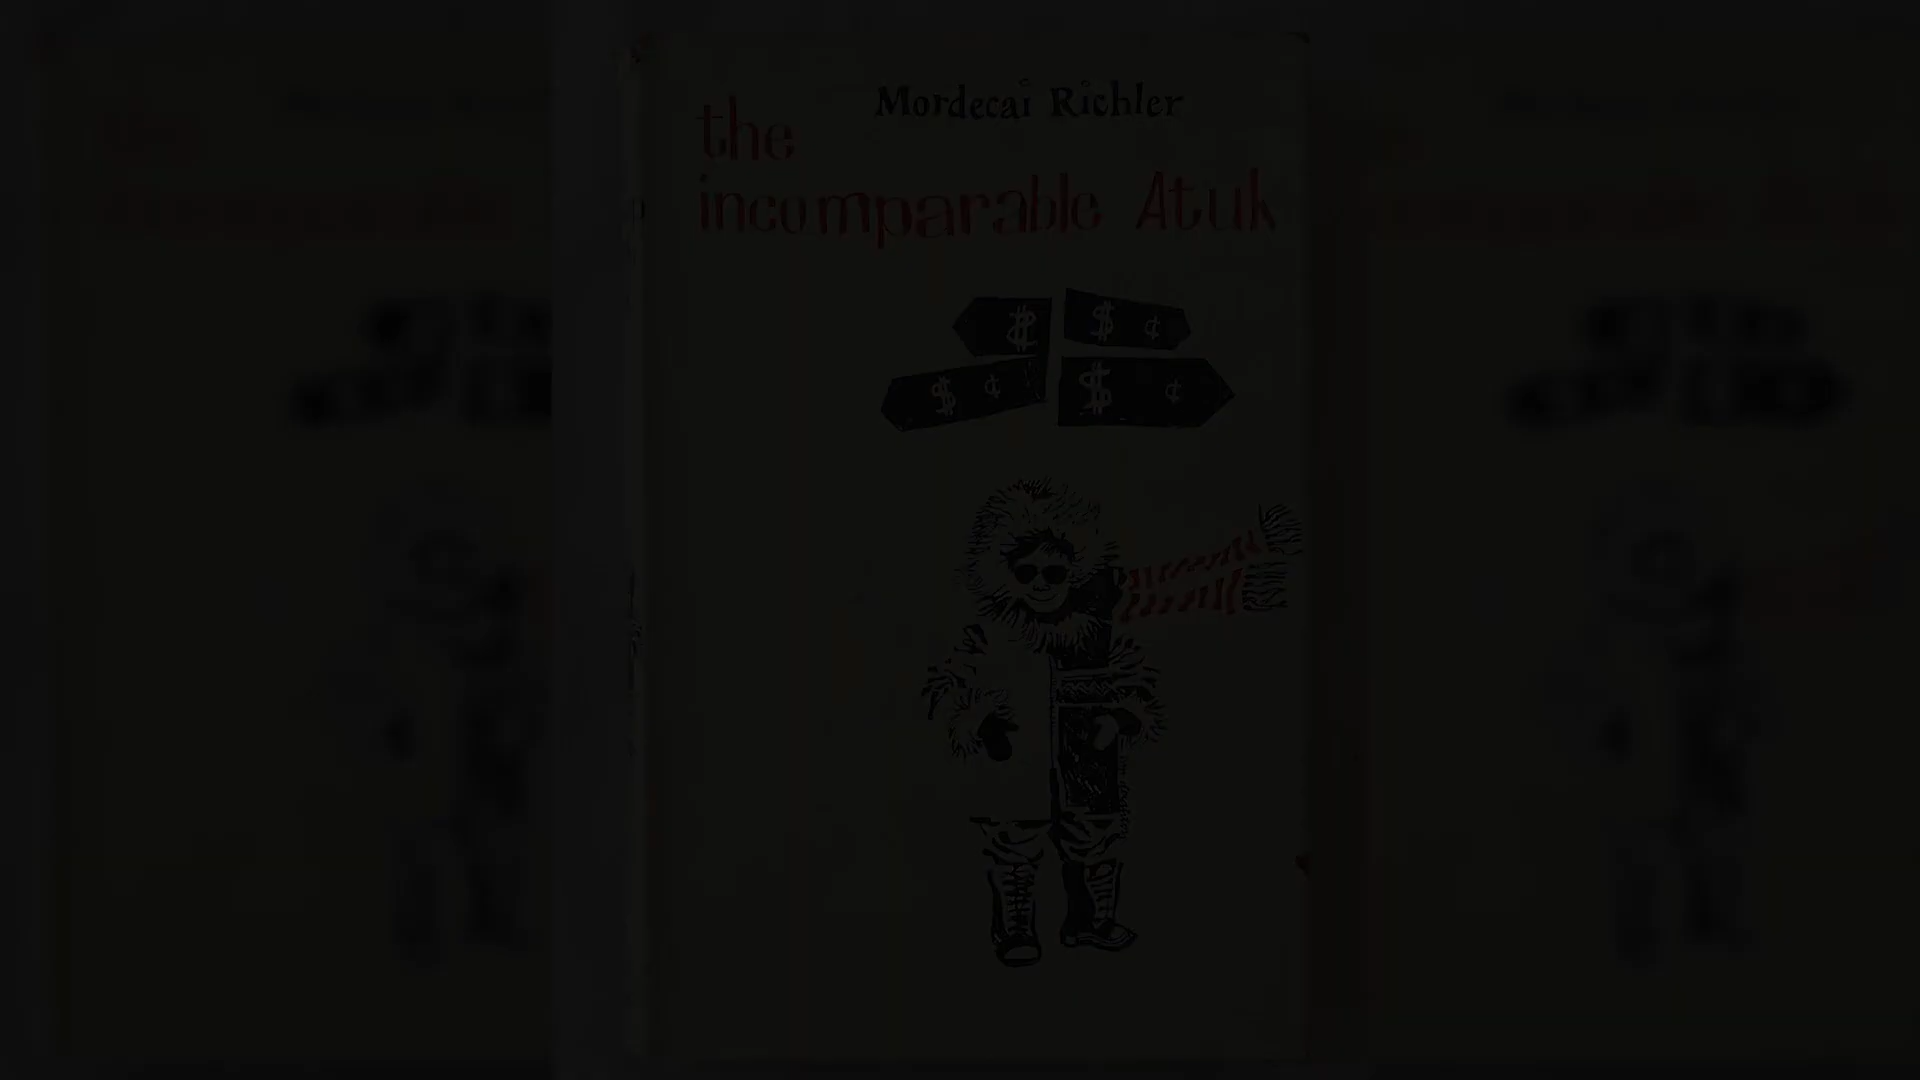 Mordecai Richler
the
incomparable Atuk
$ $ ¢
$ ¢ $ ¢